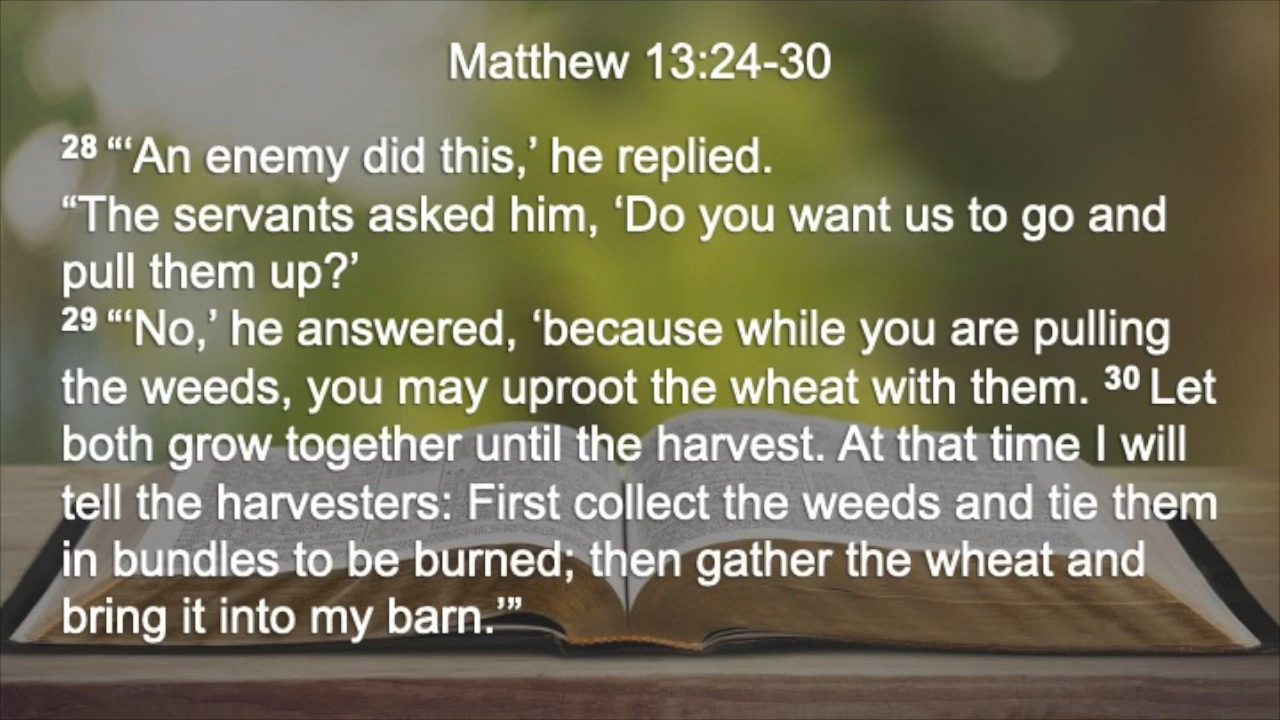 Matthew 13:24-30
28 “‘An enemy did this,’ he replied.
“The servants asked him, ‘Do you want us to go and
pull them up?’
29 “‘No,’ he answered, ‘because while you are pulling
the weeds, you may uproot the wheat with them. 30 Let
both grow together until the harvest. At that time I will
tell the harvesters: First collect the weeds and tie them
in bundles to be burned; then gather the wheat and
bring it into my barn.’”